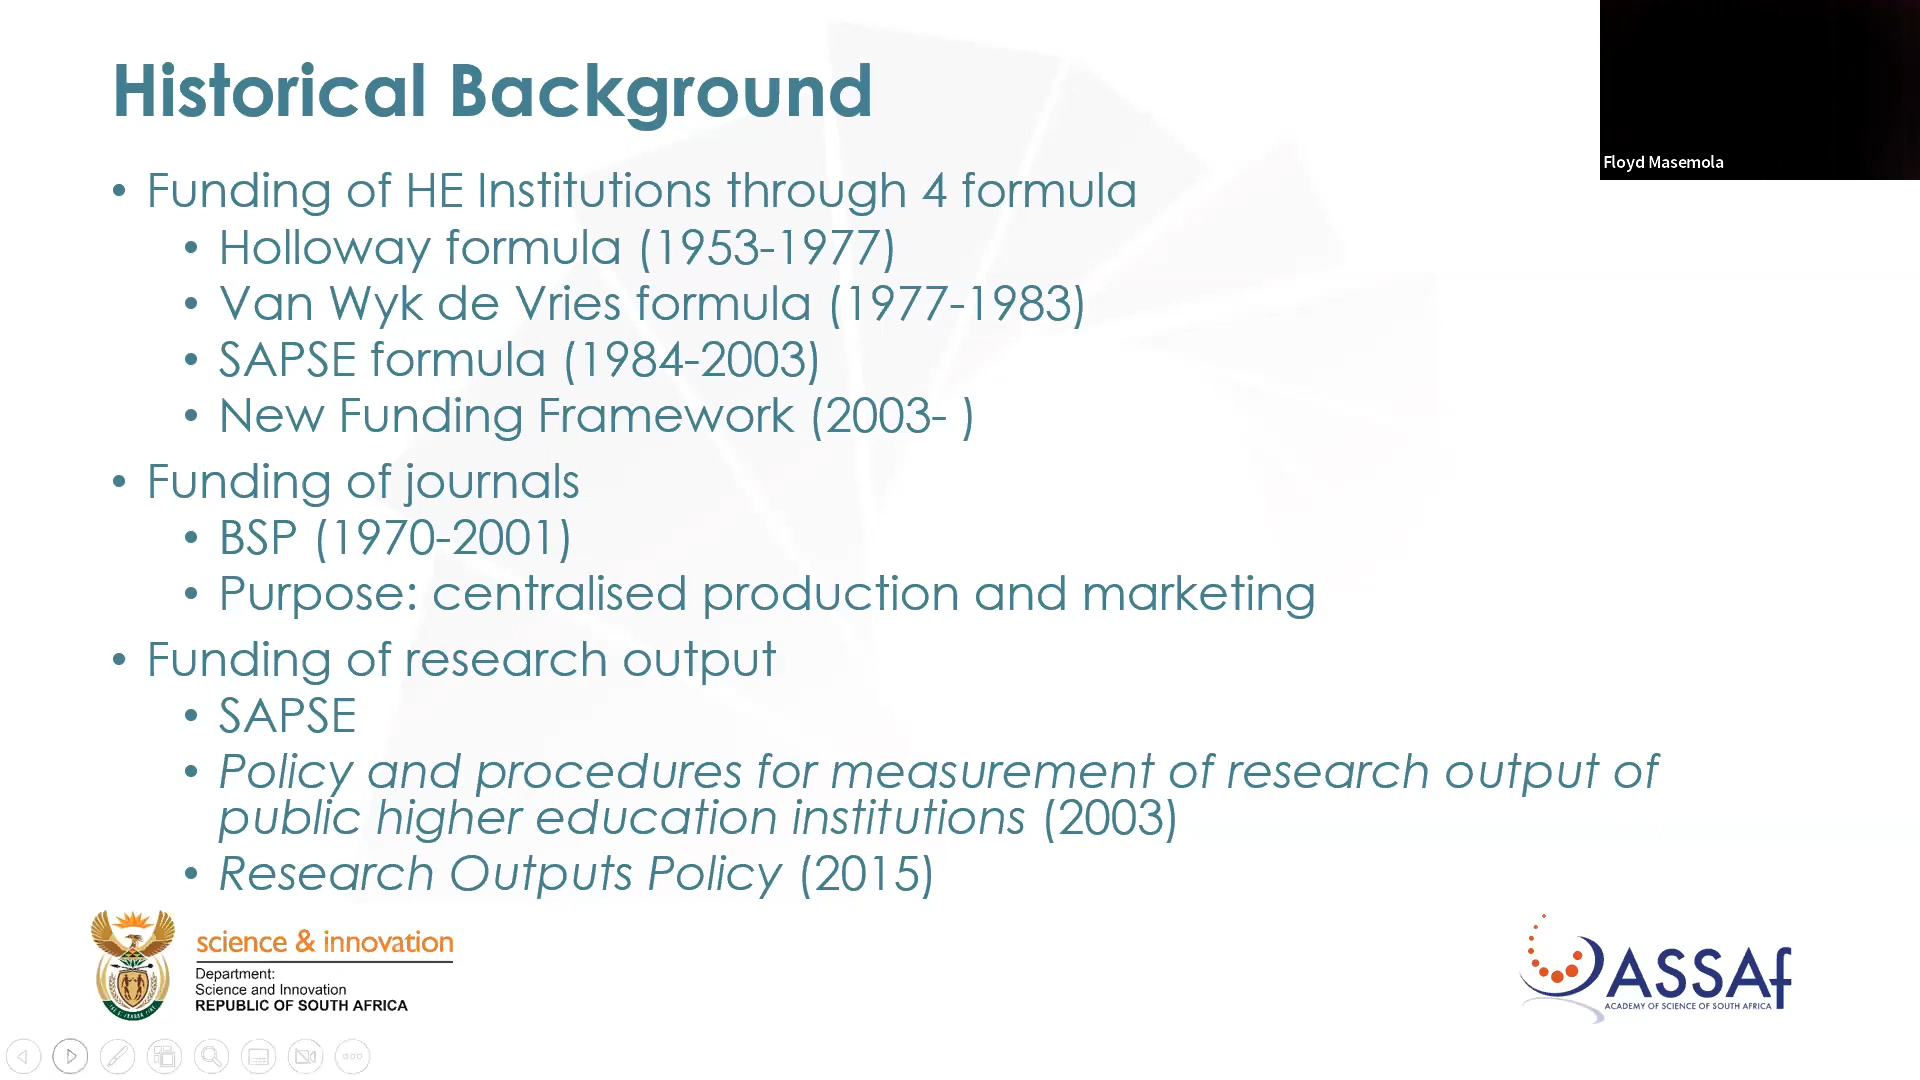 Historical Background
Floyd Masemola
• Funding of HE Institutions through 4 formula
• Holloway formula (1953-1977)
• Van Wyk de Vries formula (1977-1983)
• SAPSE formula (1984-2003)
• New Funding Framework (2003- )
• Funding of journals
• BSP (1970-2001)
• Purpose: centralised production and marketing
• Funding of research output
• SAPSE
• Policy and procedures for measurement of research output of
public higher education institutions (2003)
• Research Outputs Policy (2015)
science & innovation
Department:
Science and Innovation
REPUBLIC OF SOUTH AFRICA
ASSAf
ACADEMY OF SCIENCE OF SOUTH AFRICA